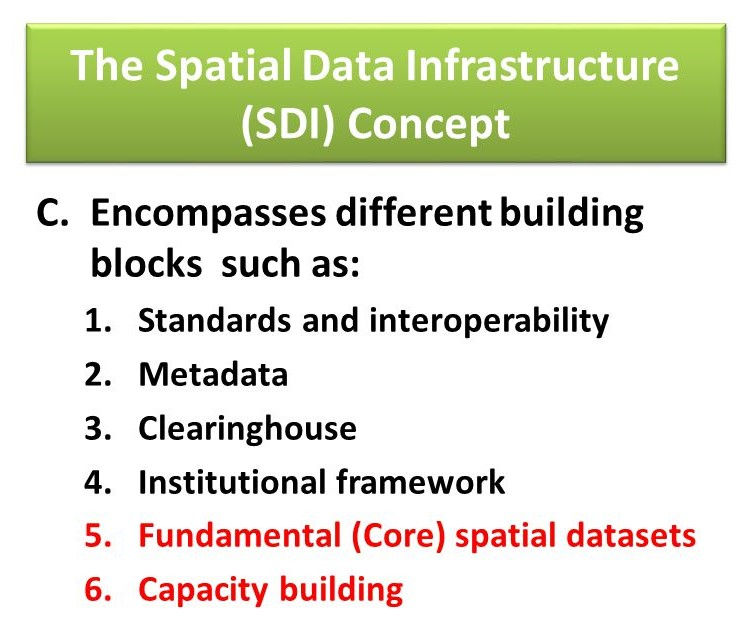 The Spatial Data Infrastructure
(SDI) Concept
C. Encompasses different building
blocks such as:
1. Standards and interoperability
2. Metadata
3. Clearinghouse
4. Institutional framework
5. Fundamental (Core) spatial datasets
6. Capacity building